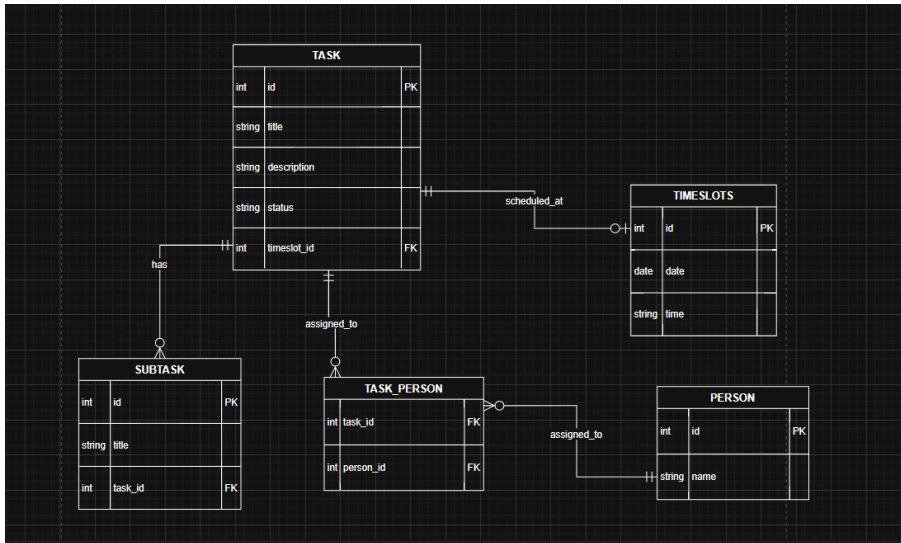 TASK
int id PK
string title
string description
string status
int timeslot_id FK
scheduled_at
TIMESLOTS
int id PK
date date
string time
has
assigned_to
SUBTASK
int id PK
string title
int task_id FK
TASK_PERSON
int task_id FK
int person_id FK
assigned_to
PERSON
int id PK
string name